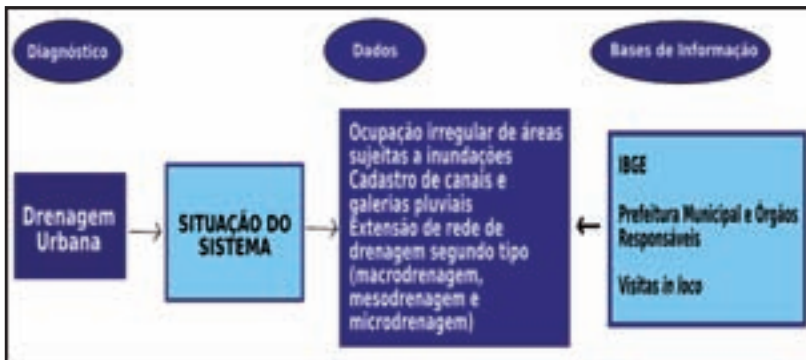 Diagnóstico
Dados
Bases de Informação
Drenagem
Urbana
SITUAÇÃO DO
SISTEMA
Ocupação irregular de áreas
sujeitas a inundações
Cadastro de canais e
galerias pluviais
Extensão de rede de
drenagem segundo tipo
(macrodrenagem,
mesodrenagem e
microdrenagem)
IBGE
Prefeitura Municipal e Órgãos
Responsáveis
Visitas in loco